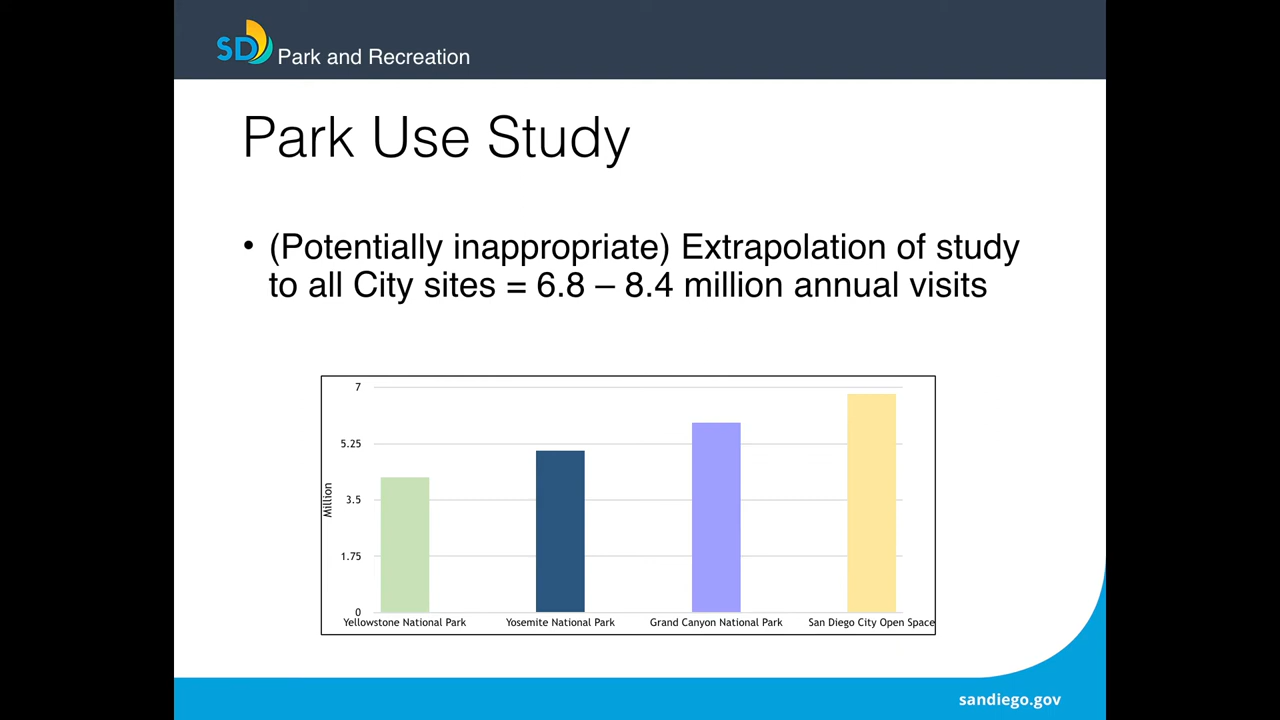 SD Park and Recreation
Park Use Study
• (Potentially inappropriate) Extrapolation of study
to all City sites = 6.8 – 8.4 million annual visits
7
5.25
3.5
1.75
0
Million
Yellowstone National Park
Yosemite National Park
Grand Canyon National Park
San Diego City Open Space
sandiego.gov